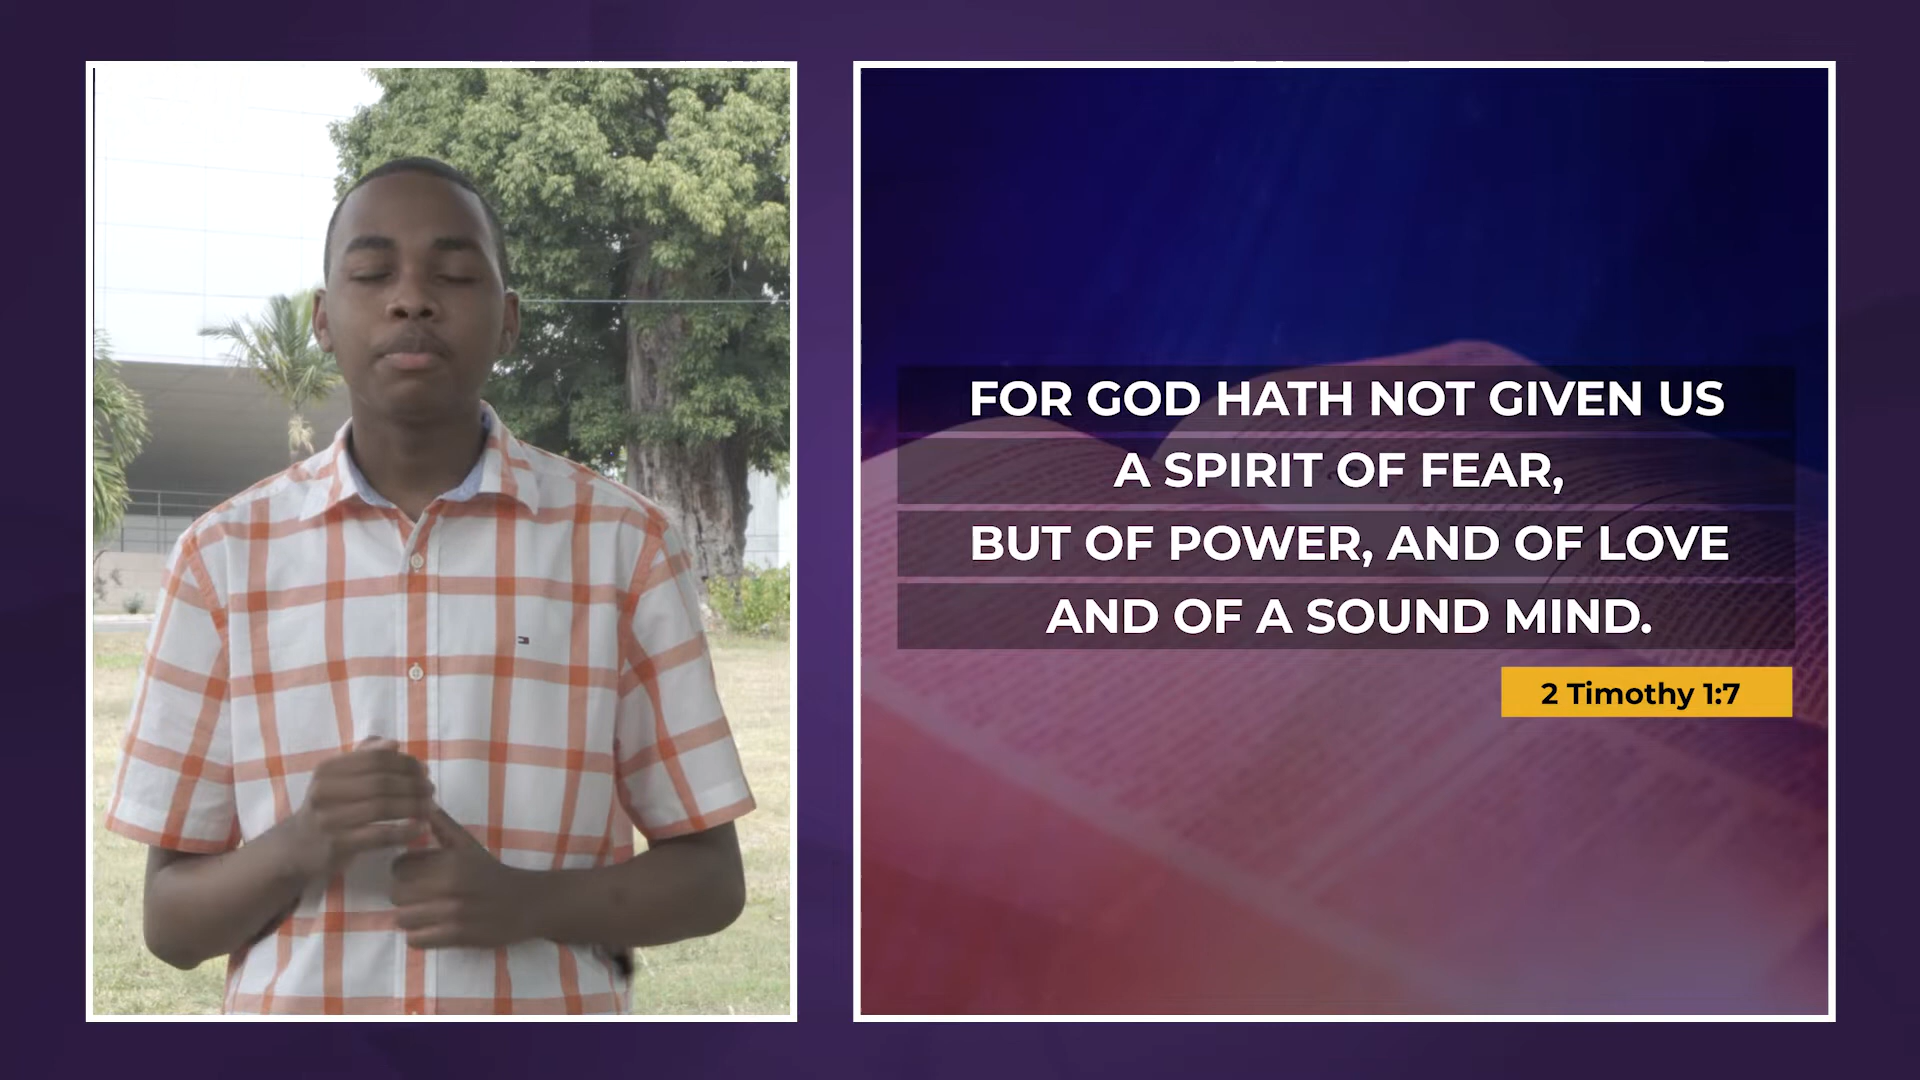 FOR GOD HATH NOT GIVEN US
A SPIRIT OF FEAR,
BUT OF POWER, AND OF LOVE
AND OF A SOUND MIND.
2 Timothy 1:7